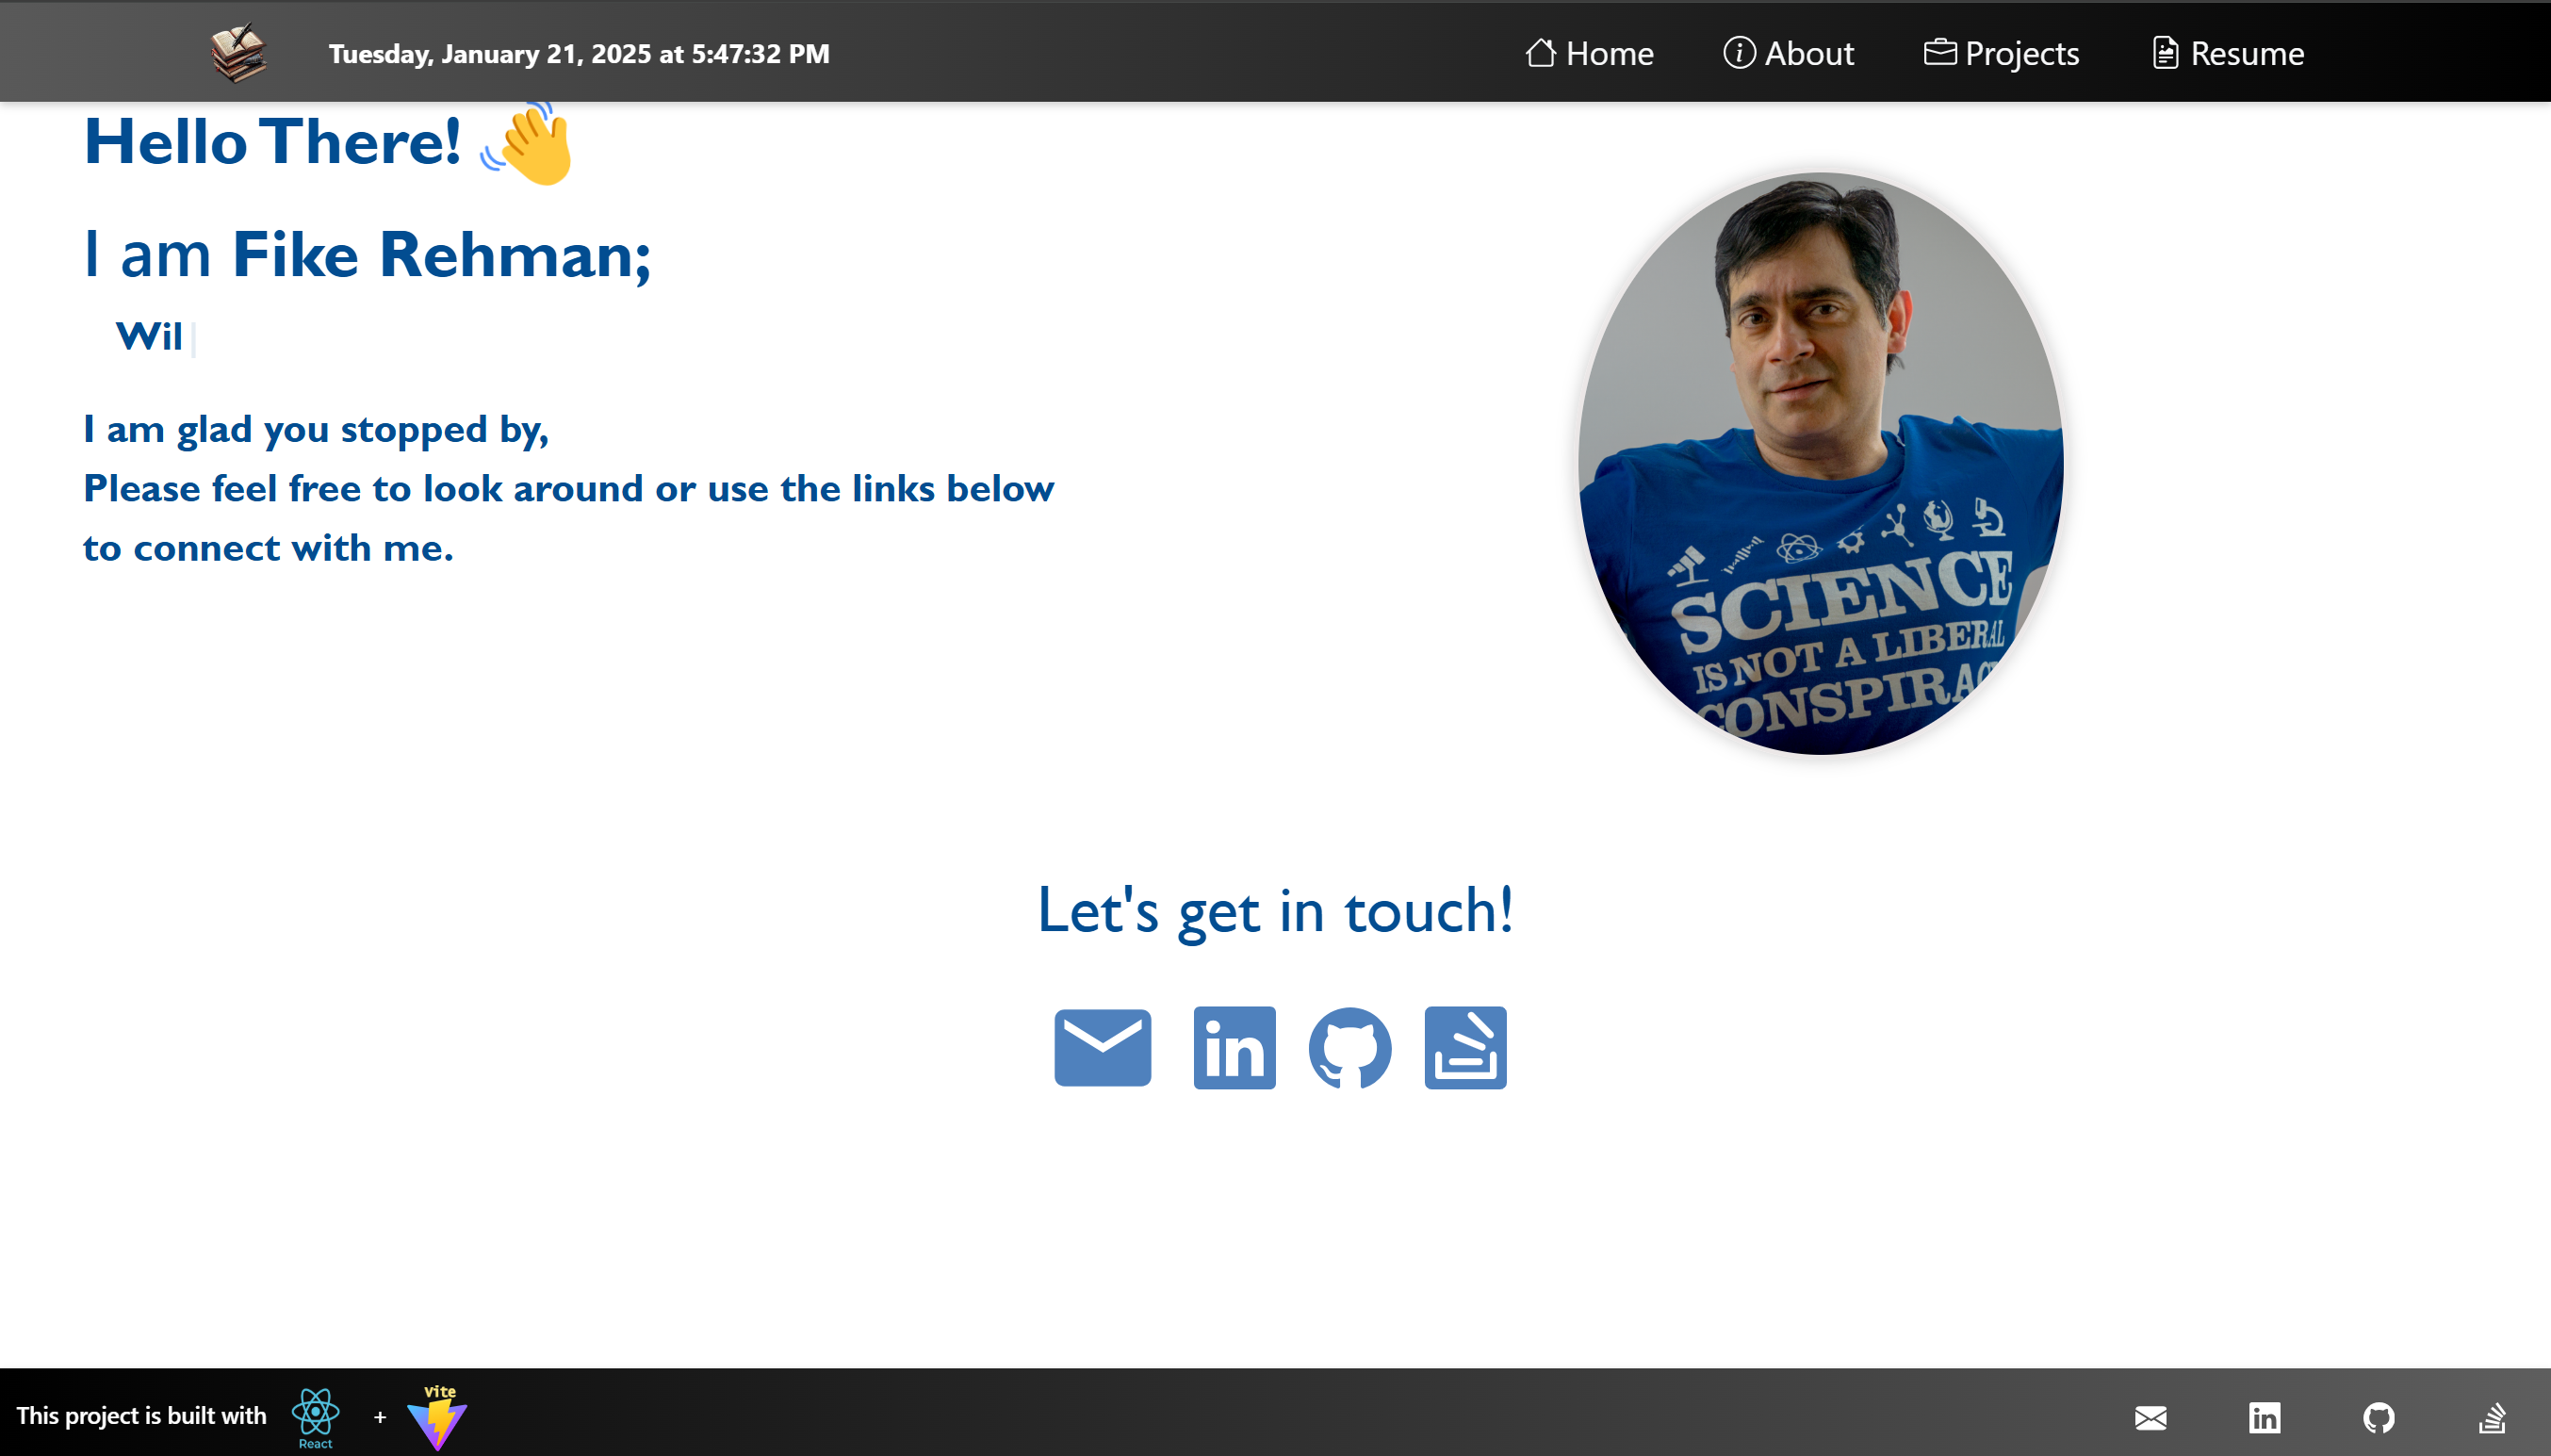 Tuesday, January 21, 2025 at 5:47:32 PM
Home
About
Projects
Resume
Hello There!
I am Fike Rehman;
Wil
I am glad you stopped by,
Please feel free to look around or use the links below
to connect with me.
SCIENCE
IS NOT A LIBERAL
CONSPIRAC
Let's get in touch!
in
This project is built with
React
+
vite
in